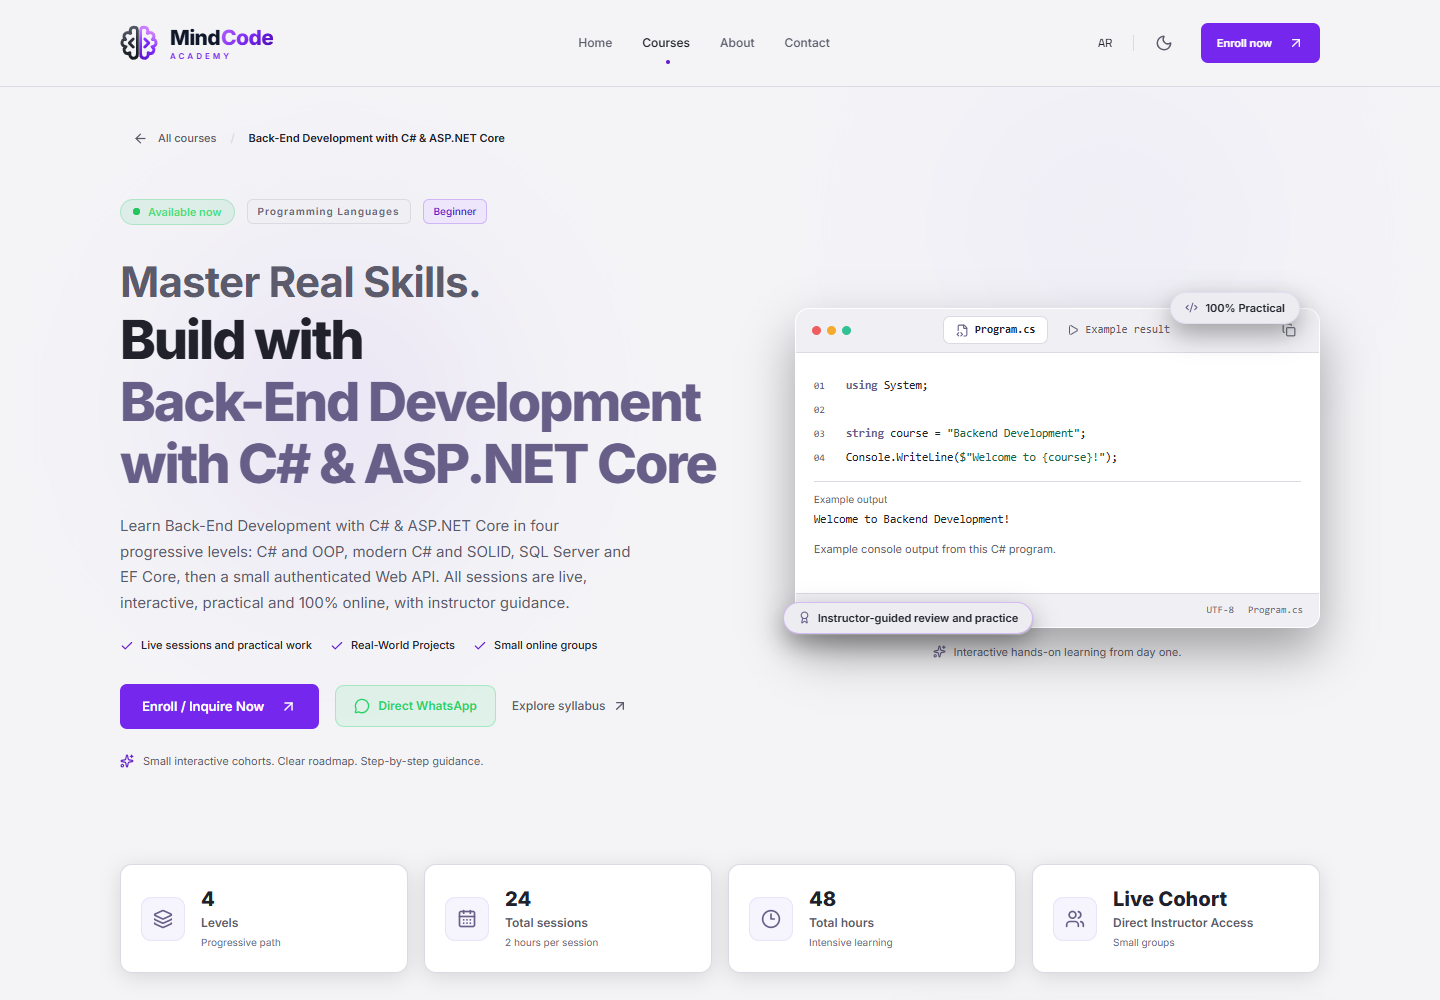 MindCode
ACADEMY
Home
Courses
About
Contact
AR
Enroll now
All courses / Back-End Development with C# & ASP.NET Core
Available now
Programming Languages
Beginner
Master Real Skills.
Build with
Back-End Development
with C# & ASP.NET Core
Learn Back-End Development with C# & ASP.NET Core in four
progressive levels: C# and OOP, modern C# and SOLID, SQL Server and
EF Core, then a small authenticated Web API. All sessions are live,
interactive, practical and 100% online, with instructor guidance.
Live sessions and practical work
Real-World Projects
Small online groups
Enroll / Inquire Now
Direct WhatsApp
Explore syllabus
Small interactive cohorts. Clear roadmap. Step-by-step guidance.
100% Practical
Program.cs
Example result
01 using System;
02
03 string course = "Backend Development";
04 Console.WriteLine($"Welcome to {course}!");
Example output
Welcome to Backend Development!
Example console output from this C# program.
UTF-8 Program.cs
Instructor-guided review and practice
Interactive hands-on learning from day one.
4
Levels
Progressive path
24
Total sessions
2 hours per session
48
Total hours
Intensive learning
Live Cohort
Direct Instructor Access
Small groups